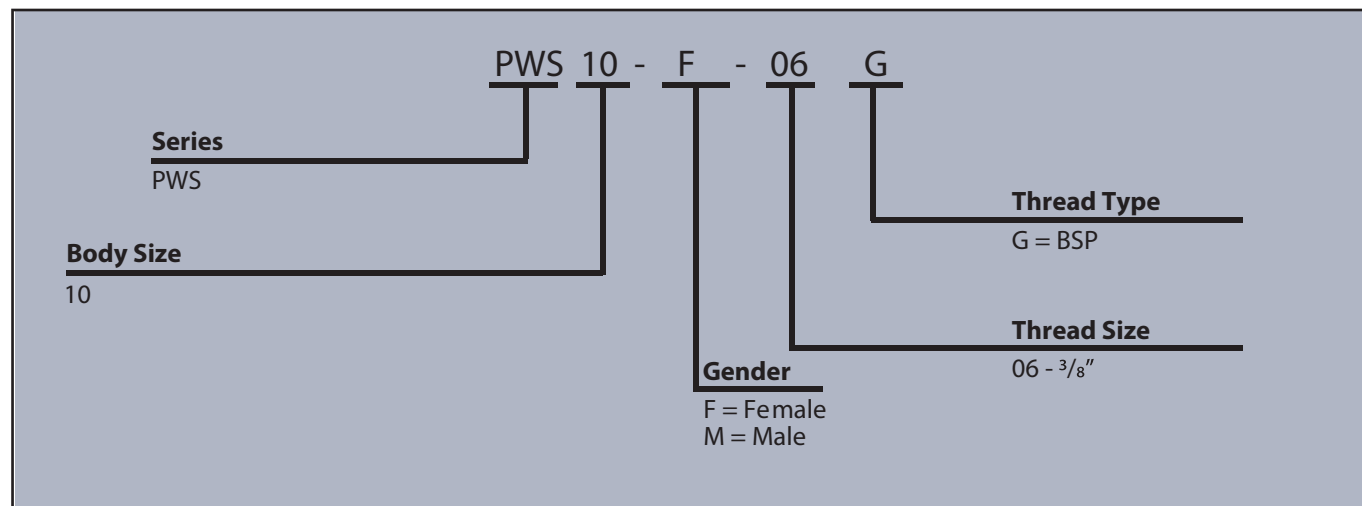 PWS 10 - F - 06 G
Series
PWS
Thread Type
G = BSP
Body Size
10
Thread Size
06 - ³/₈"
Gender
F = Female
M = Male